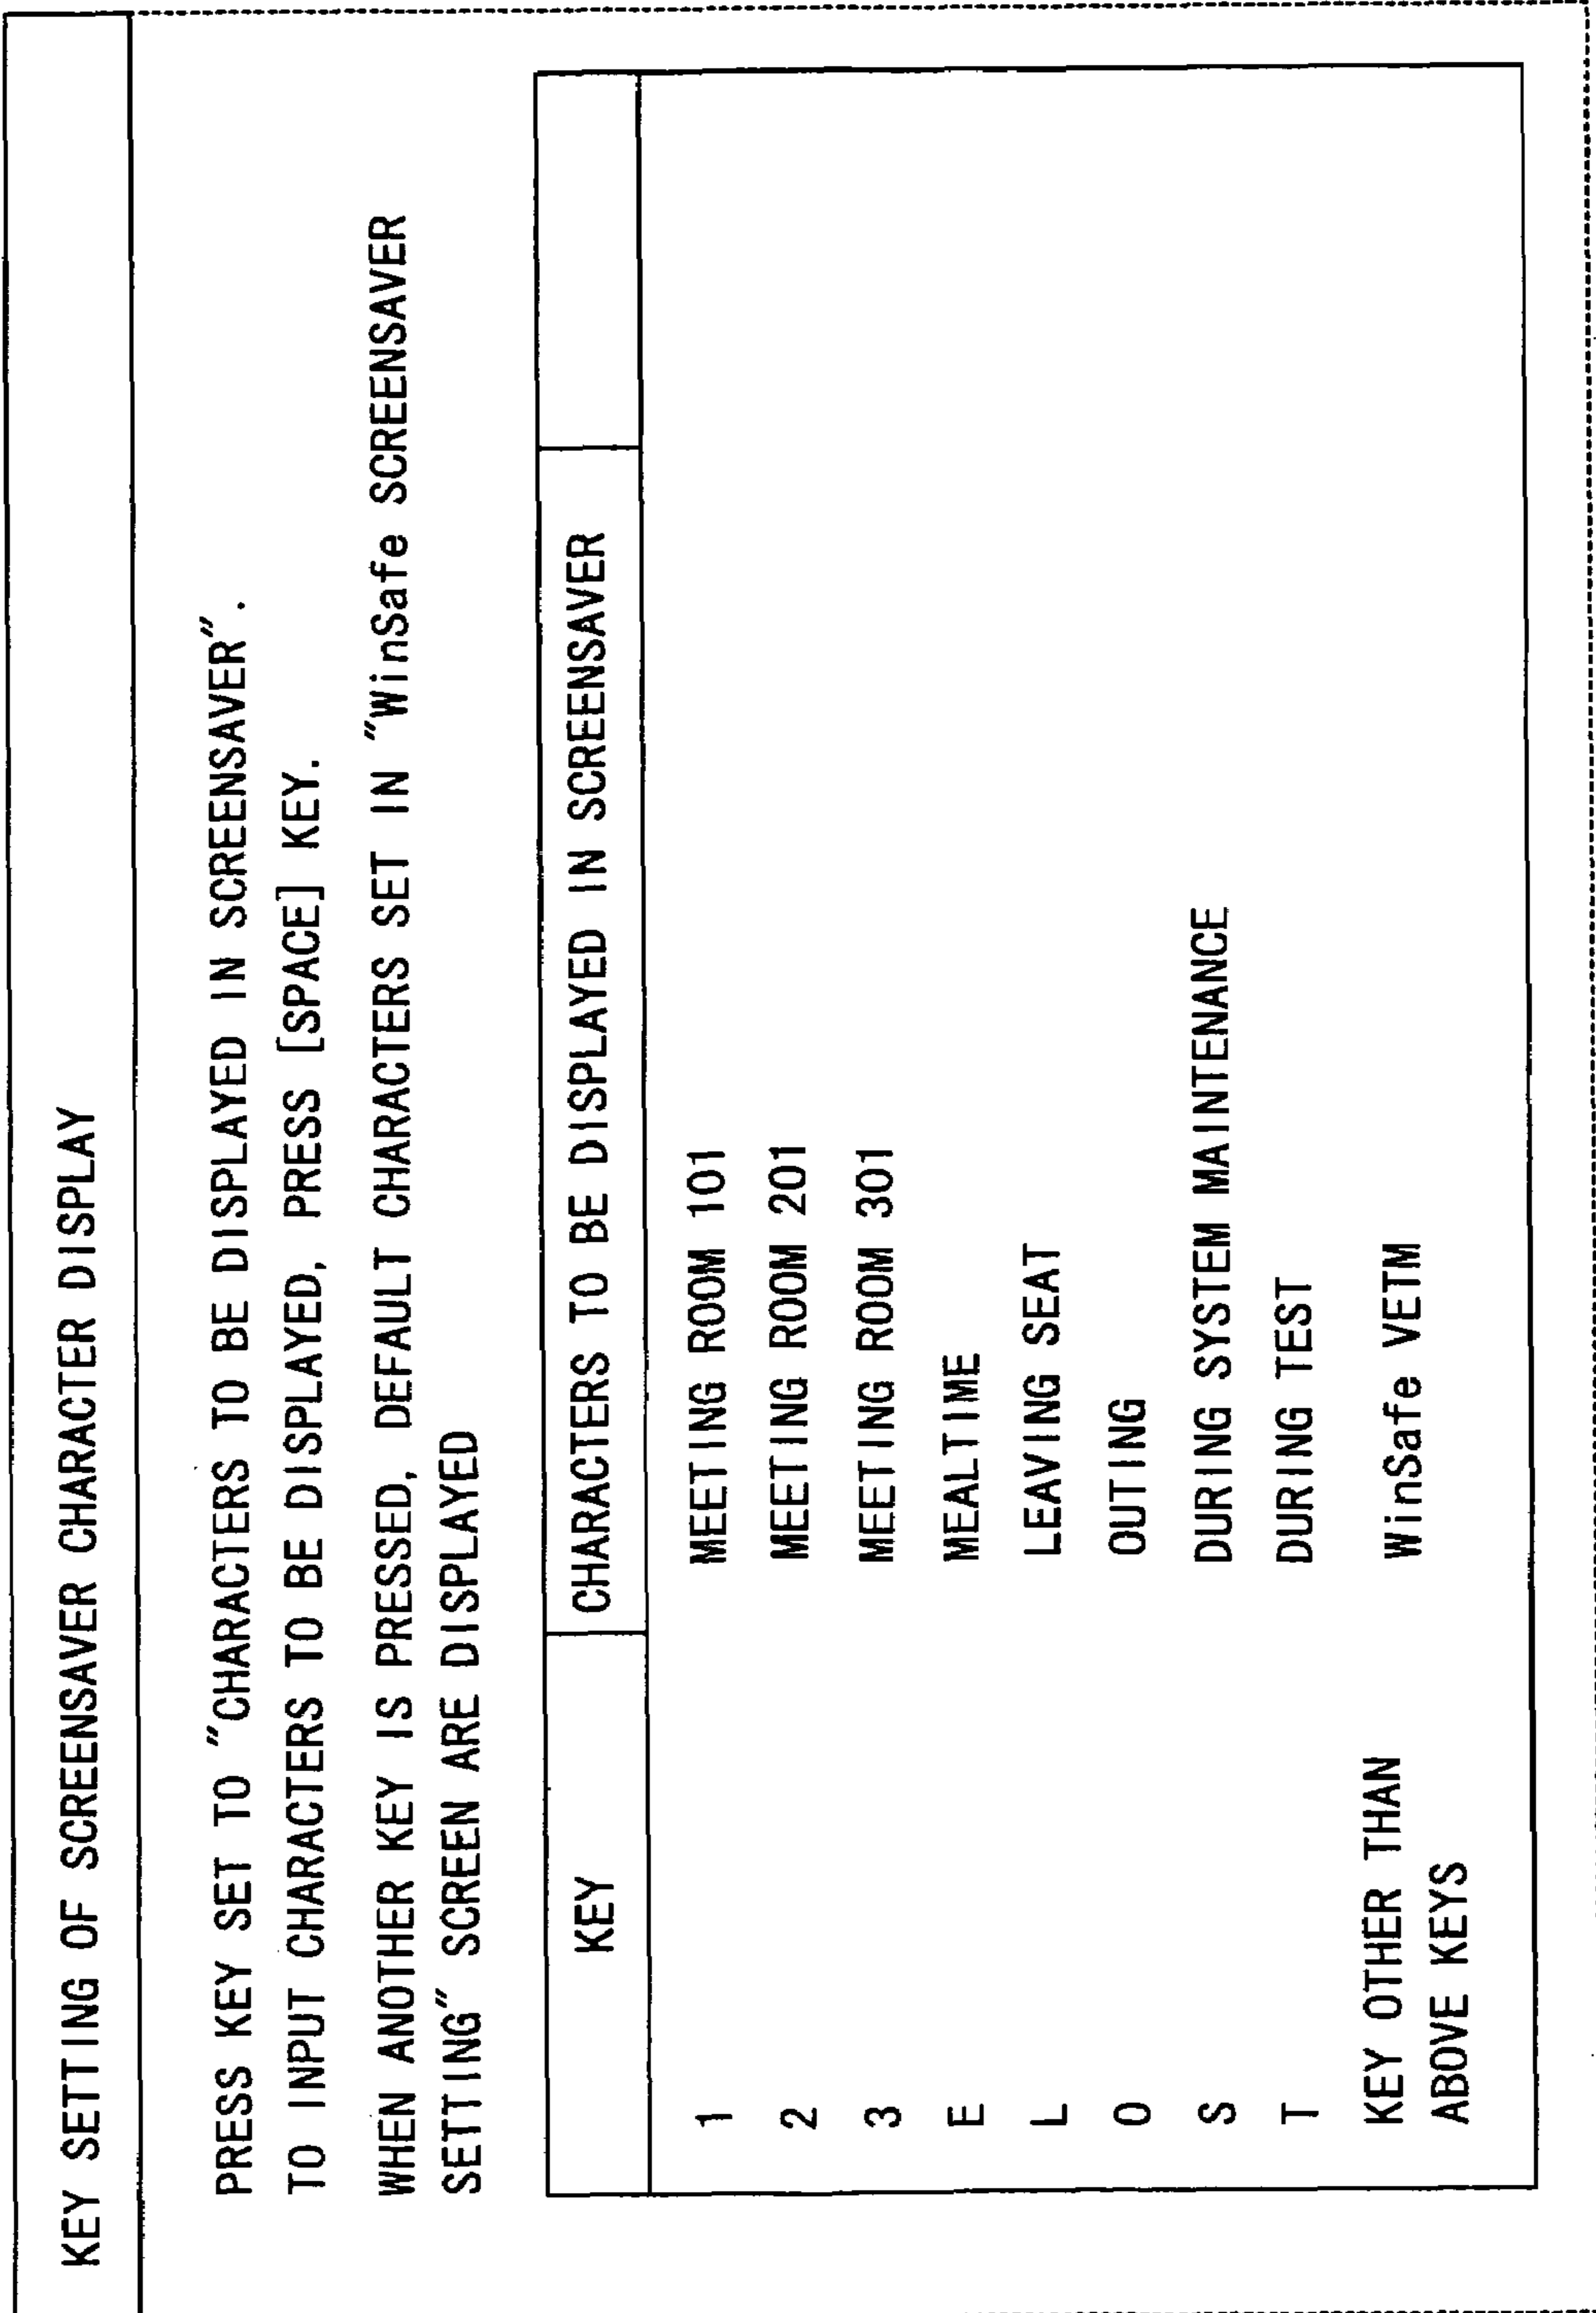 KEY SETTING OF SCREENSAVER CHARACTER DISPLAY
PRESS KEY SET TO "CHARACTERS TO BE DISPLAYED IN SCREENSAVER".
TO INPUT CHARACTERS TO BE DISPLAYED, PRESS [SPACE] KEY.
WHEN ANOTHER KEY IS PRESSED, DEFAULT CHARACTERS SET IN "WinSafe SCREENSAVER
SETTING" SCREEN ARE DISPLAYED
KEY CHARACTERS TO BE DISPLAYED IN SCREENSAVER
1 MEETING ROOM 101
2 MEETING ROOM 201
3 MEETING ROOM 301
E MEALTIME
L LEAVING SEAT
O OUTING
S DURING SYSTEM MAINTENANCE
T DURING TEST
KEY OTHER THAN WinSafe VETM
ABOVE KEYS